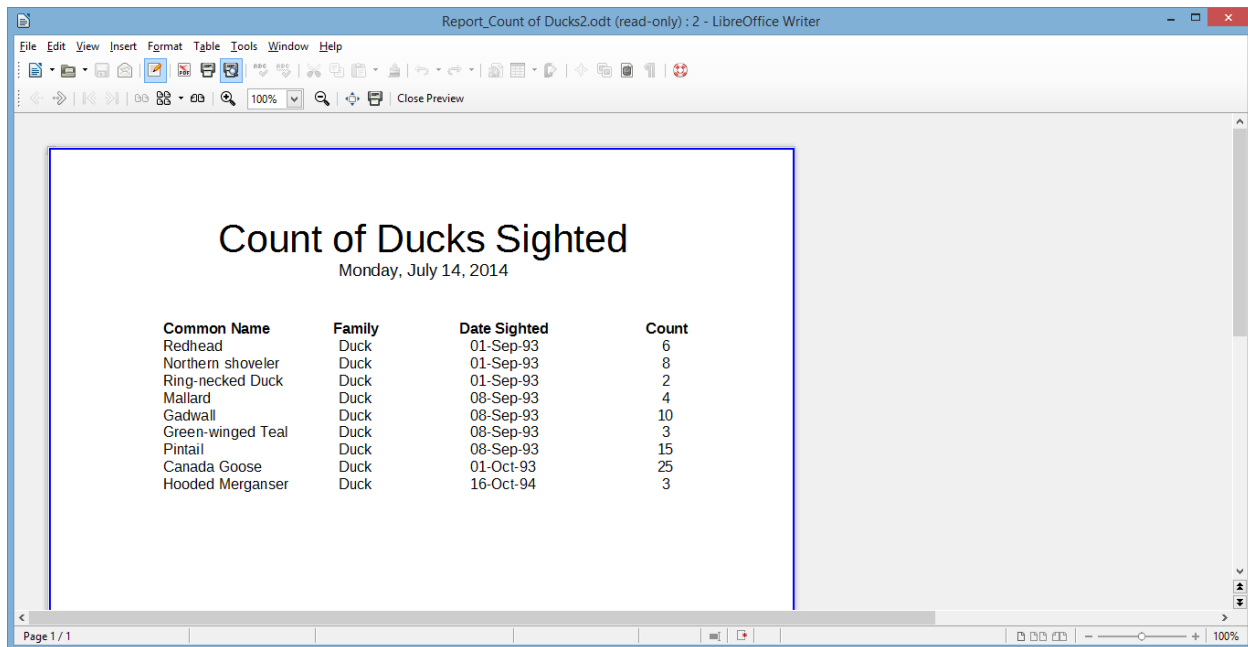 Report_Count of Ducks2.odt (read-only) : 2 - LibreOffice Writer
File Edit View Insert Format Table Tools Window Help
PDF ABC ABC
100% Close Preview
Count of Ducks Sighted
Monday, July 14, 2014
Common Name Family Date Sighted Count
Redhead Duck 01-Sep-93 6
Northern shoveler Duck 01-Sep-93 8
Ring-necked Duck Duck 01-Sep-93 2
Mallard Duck 08-Sep-93 4
Gadwall Duck 08-Sep-93 10
Green-winged Teal Duck 08-Sep-93 3
Pintail Duck 08-Sep-93 15
Canada Goose Duck 01-Oct-93 25
Hooded Merganser Duck 16-Oct-94 3
Page 1 / 1 100%